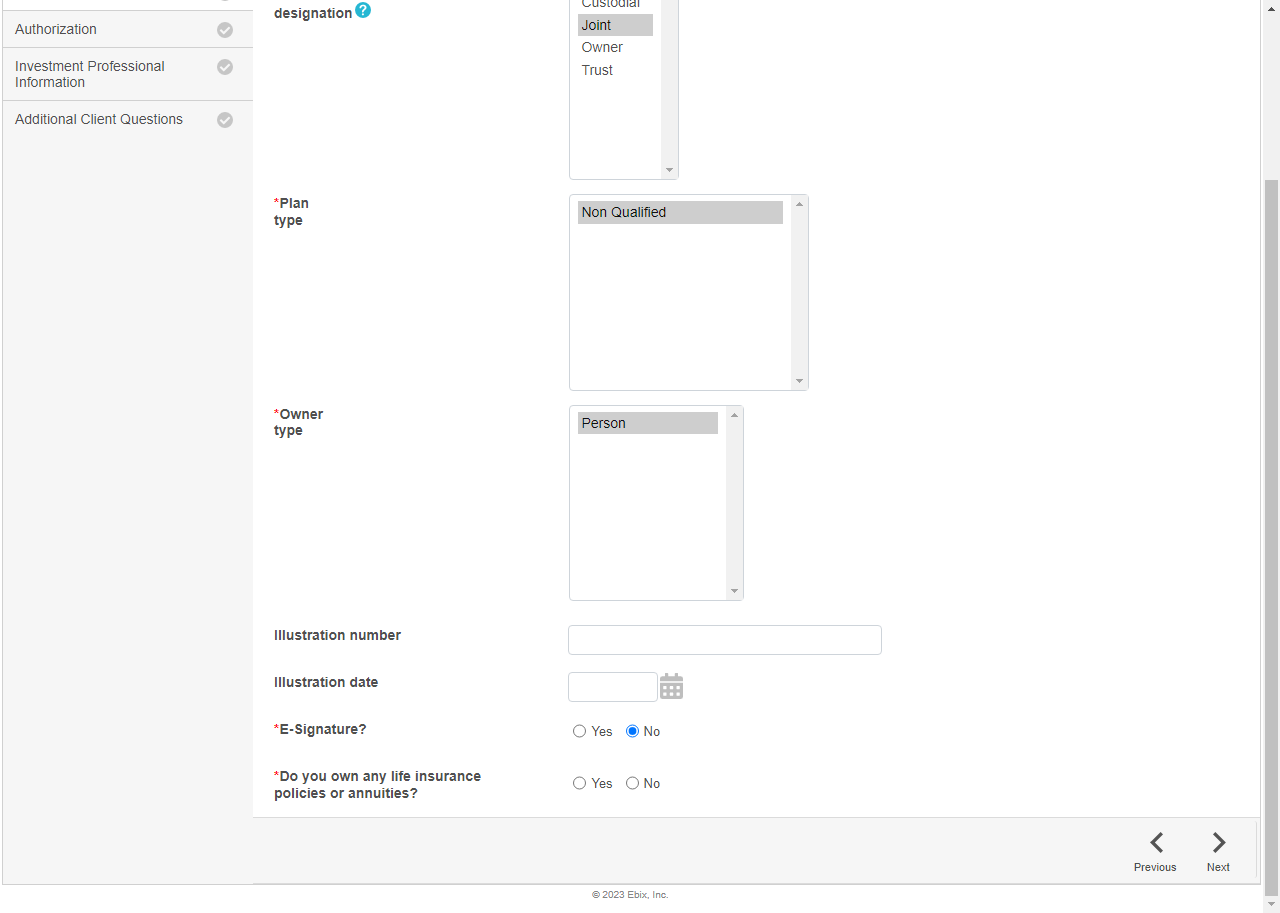 Authorization
Investment Professional
Information
Additional Client Questions
designation ?
Custodial
Joint
Owner
Trust
*Plan
type
Non Qualified
*Owner
type
Person
Illustration number
Illustration date
*E-Signature?
Yes No
*Do you own any life insurance
policies or annuities?
Yes No
Previous Next
© 2023 Ebix, Inc.